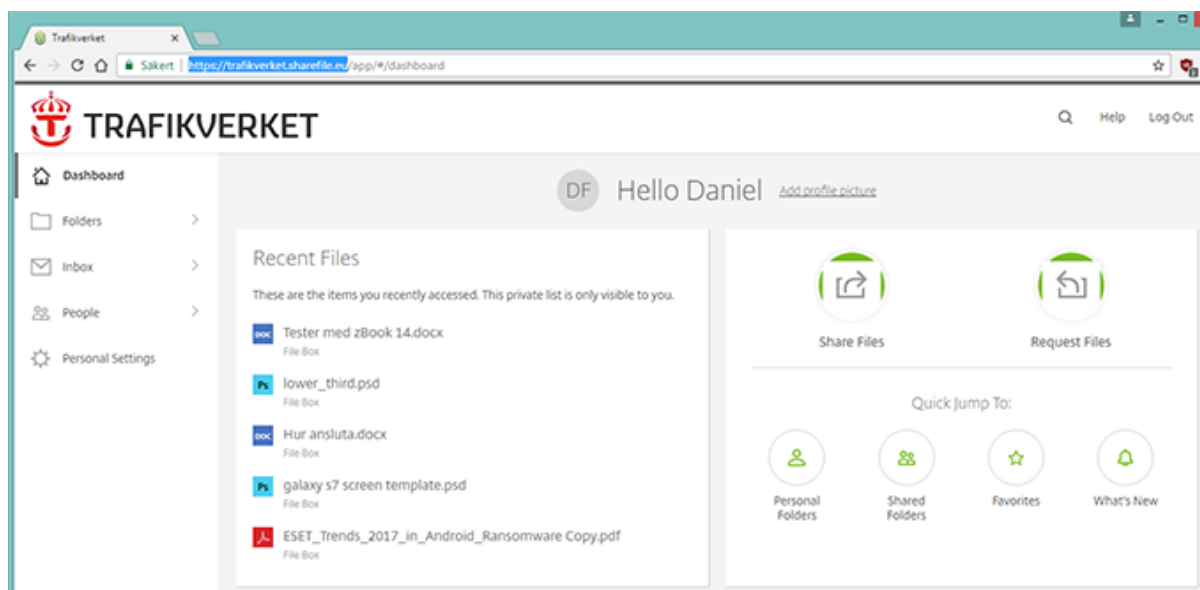 Trafikverket
Säkert https://trafikverket.sharefile.eu/app/#/dashboard
TRAFIKVERKET
Help Log Out
Dashboard
Folders
Inbox
People
Personal Settings
DF Hello Daniel Add profile picture
Recent Files
These are the items you recently accessed. This private list is only visible to you.
DOC Tester med zBook 14.docx
File Box
Ps lower_third.psd
File Box
DOC Hur ansluta.docx
File Box
Ps galaxy s7 screen template.psd
File Box
ESET_Trends_2017_in_Android_Ransomware Copy.pdf
File Box
Share Files
Request Files
Quick Jump To:
Personal Folders
Shared Folders
Favorites
What's New